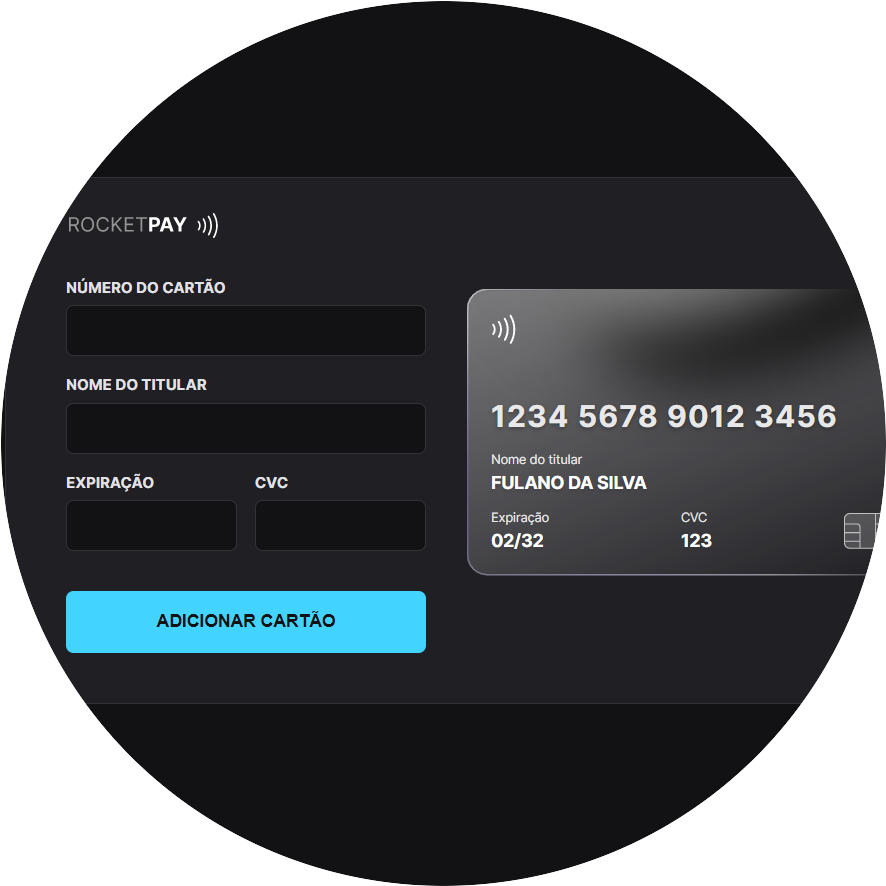 ROCKETPAY
NÚMERO DO CARTÃO
NOME DO TITULAR
EXPIRAÇÃO CVC
ADICIONAR CARTÃO
1234 5678 9012 3456
Nome do titular
FULANO DA SILVA
Expiração CVC
02/32 123